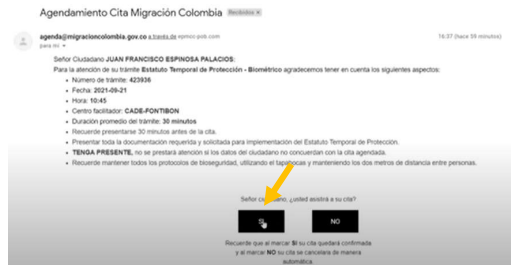 Agendamiento Cita Migración Colombia Recibidos x
agenda@migracioncolombia.gov.co a través de epmco-pob.com 16:37 (hace 59 minutos)
para mí
Señor Ciudadano JUAN FRANCISCO ESPINOSA PALACIOS:
Para la atención de su trámite Estatuto Temporal de Protección - Biométrico agradecemos tener en cuenta los siguientes aspectos:
• Número de trámite: 423936
• Fecha: 2021-09-21
• Hora: 10:45
• Centro facilitador: CADE-FONTIBON
• Duración promedio del trámite: 30 minutos
• Recuerde presentarse 30 minutos antes de la cita.
• Presentar toda la documentación requerida y solicitada para implementación del Estatuto Temporal de Protección.
• TENGA PRESENTE, no se prestará atención si los datos del ciudadano no concuerdan con la cita agendada.
• Recuerde mantener todos los protocolos de bioseguridad, utilizando el tapabocas y manteniendo los dos metros de distancia entre personas.
Señor ciudadano, ¿usted asistirá a su cita?
SI NO
Recuerde que al marcar SI su cita quedará confirmada
y al marcar NO su cita se cancelara de manera
automática